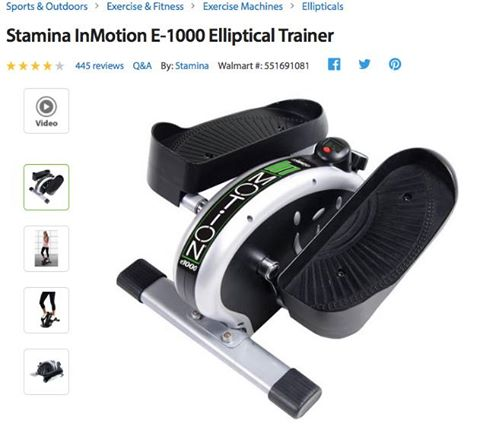 Sports & Outdoors > Exercise & Fitness > Exercise Machines > Ellipticals
Stamina InMotion E-1000 Elliptical Trainer
445 reviews Q&A By: Stamina Walmart #: 551691081
Video
INMOTION
e1000